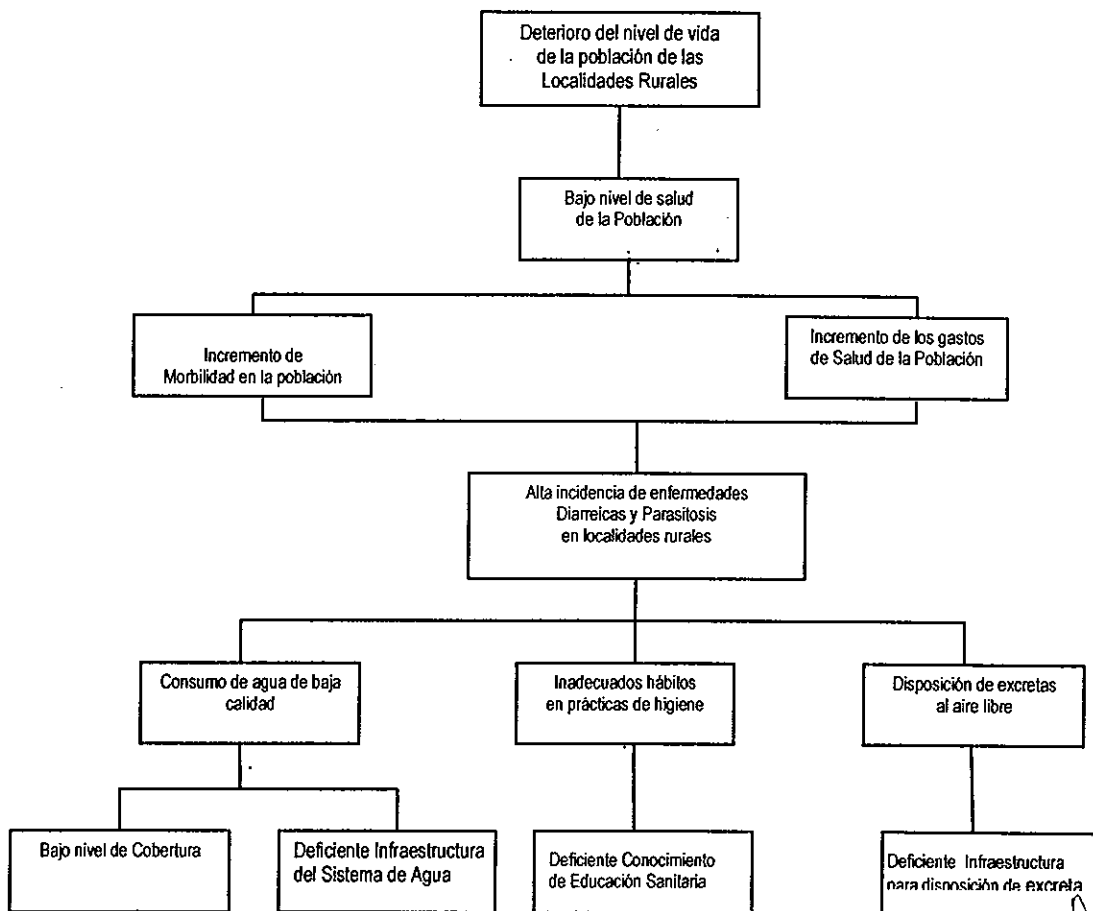 Deterioro del nivel de vida
de la población de las
Localidades Rurales
Bajo nivel de salud
de la Población
Incremento de
Morbilidad en la población
Incremento de los gastos
de Salud de la Población
Alta incidencia de enfermedades
Diarreicas y Parasitosis
en localidades rurales
Consumo de agua de baja
calidad
Inadecuados hábitos
en prácticas de higiene
Disposición de excretas
al aire libre
Bajo nivel de Cobertura
Deficiente Infraestructura
del Sistema de Agua
Deficiente Conocimiento
de Educación Sanitaria
Deficiente Infraestructura
para disposición de excreta